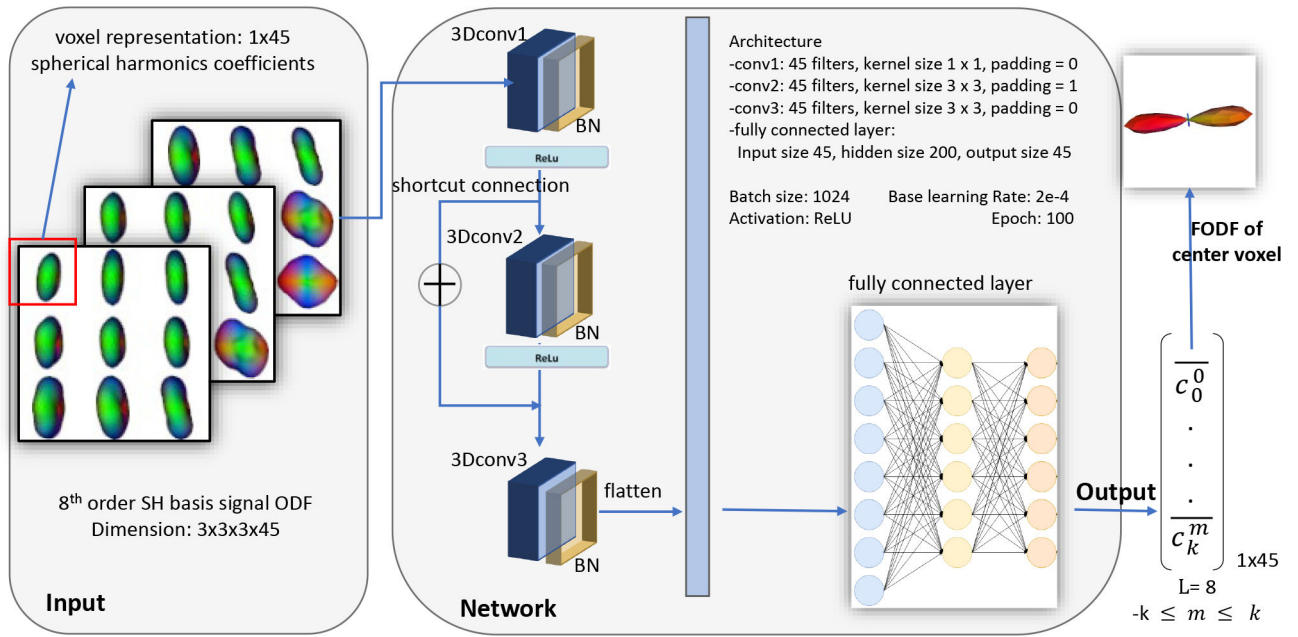 voxel representation: 1x45
spherical harmonics coefficients
8th order SH basis signal ODF
Dimension: 3x3x3x45
Input
3Dconv1
BN
ReLu
shortcut connection
3Dconv2
BN
ReLu
3Dconv3
BN
flatten
Network
Architecture
-conv1: 45 filters, kernel size 1 x 1, padding = 0
-conv2: 45 filters, kernel size 3 x 3, padding = 1
-conv3: 45 filters, kernel size 3 x 3, padding = 0
-fully connected layer:
Input size 45, hidden size 200, output size 45
Batch size: 1024 Base learning Rate: 2e-4
Activation: ReLU Epoch: 100
fully connected layer
Output
FODF of
center voxel
c_0^0
.
.
.
c_k^m
1x45
L= 8
-k ≤ m ≤ k